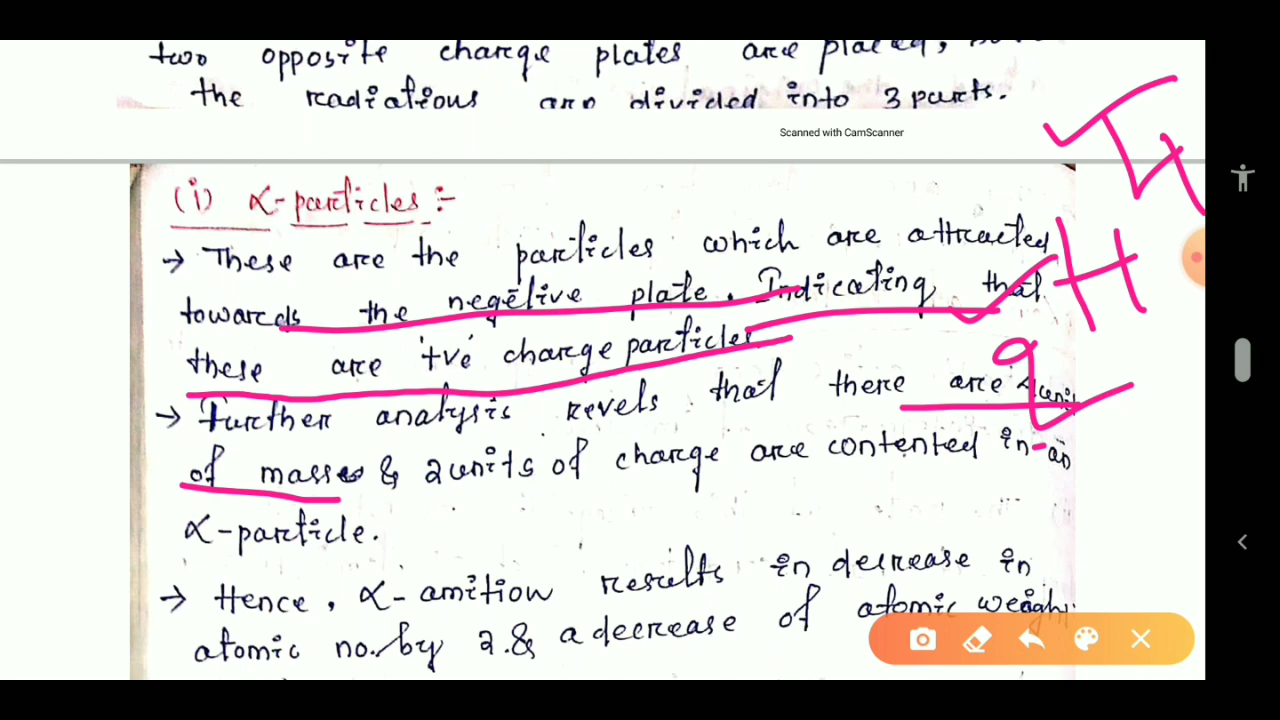 two opposite charge plates are placed,
the radiations are divided into 3 parts.
Scanned with CamScanner
(i) α-particles :-
→ These are the particles which are attracted
towards the negetive plate. Indicating that
these are '+ve' charge particles
→ Further analysis revels that there are 4 unit
of masses & 2 units of charge are contented in an
α-particle.
→ Hence, α-amition results in decrease in
atomic no. by 2. & a decrease of atomic weight